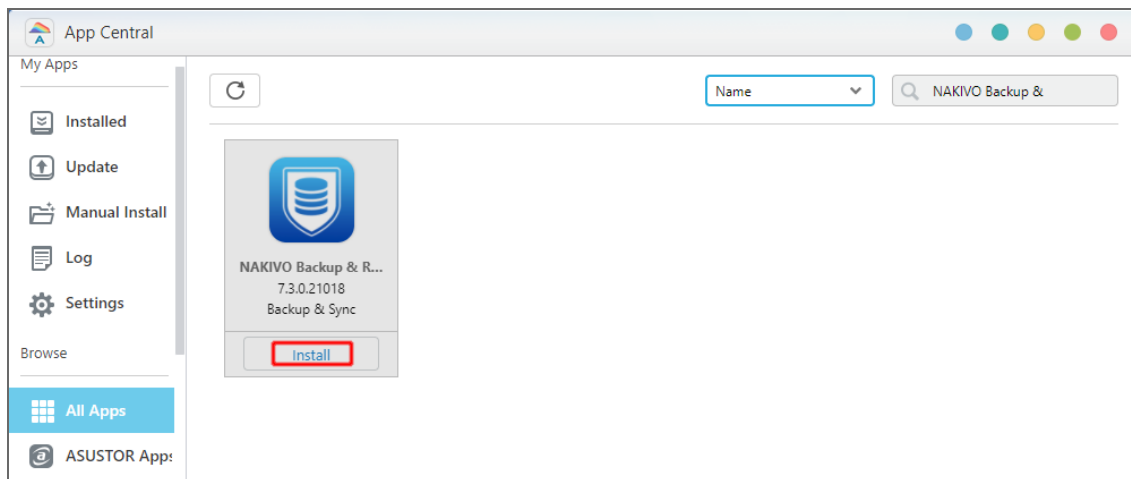 App Central
My Apps
Installed
Update
Manual Install
Log
Settings
Browse
All Apps
ASUSTOR Apps
Name
NAKIVO Backup &
NAKIVO Backup & R...
7.3.0.21018
Backup & Sync
Install